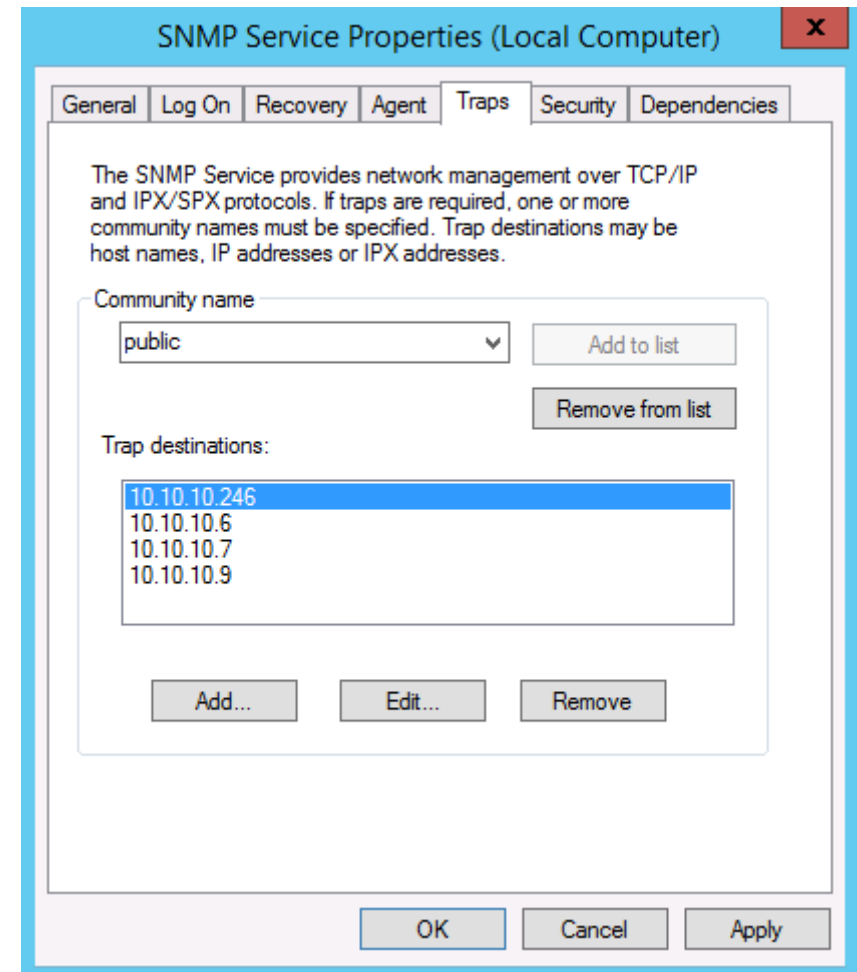 SNMP Service Properties (Local Computer)
x
General Log On Recovery Agent Traps Security Dependencies
The SNMP Service provides network management over TCP/IP
and IPX/SPX protocols. If traps are required, one or more
community names must be specified. Trap destinations may be
host names, IP addresses or IPX addresses.
Community name
public
Add to list
Remove from list
Trap destinations:
10.10.10.246
10.10.10.6
10.10.10.7
10.10.10.9
Add... Edit... Remove
OK Cancel Apply